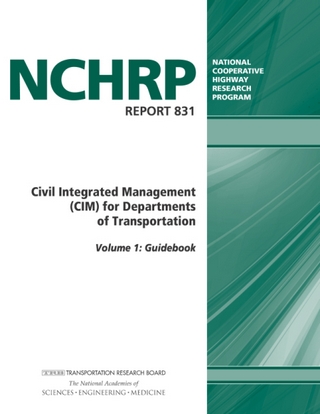 NCHRP
REPORT 831
NATIONAL
COOPERATIVE
HIGHWAY
RESEARCH
PROGRAM
Civil Integrated Management
(CIM) for Departments
of Transportation
Volume 1: Guidebook
TRB TRANSPORTATION RESEARCH BOARD
The National Academies of
SCIENCES • ENGINEERING • MEDICINE